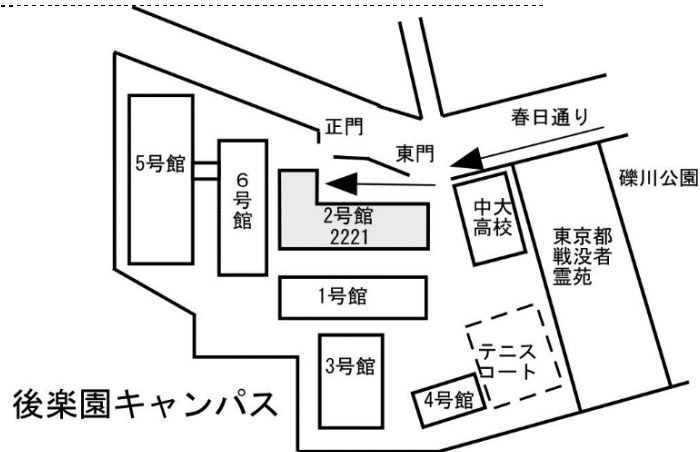 春日通り
正門
東門
5号館
6
号
館
礫川公園
中大
高校
2号館
2221
東京都
戦没者
霊苑
1号館
テニス
コート
3号館
4号館
後楽園キャンパス